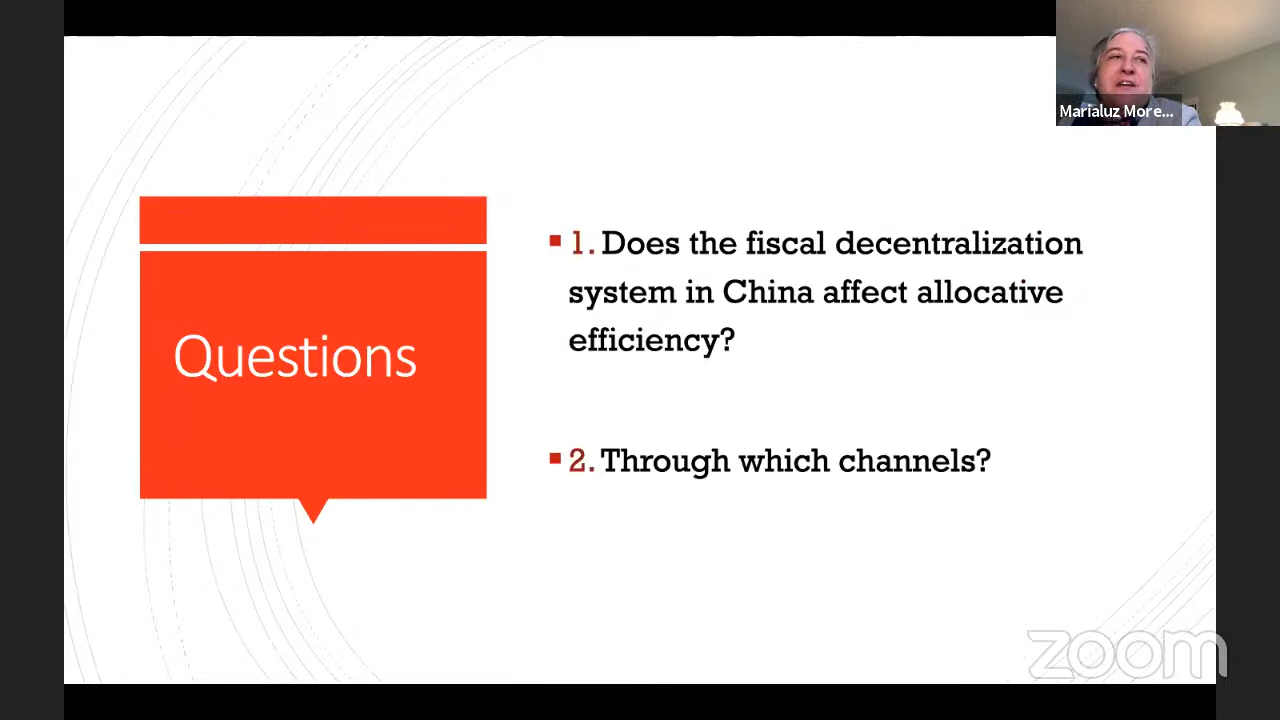 Marialuz More...
Questions
1. Does the fiscal decentralization
system in China affect allocative
efficiency?
2. Through which channels?
zoom